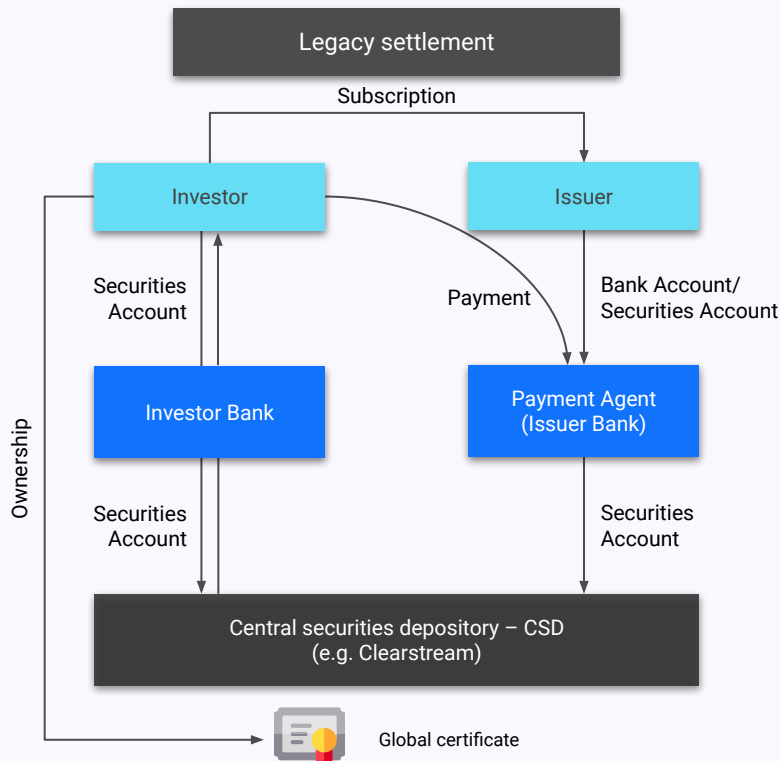 Legacy settlement
Subscription
Investor
Issuer
Securities
Account
Payment
Bank Account/
Securities Account
Investor Bank
Payment Agent
(Issuer Bank)
Ownership
Securities
Account
Securities
Account
Central securities depository – CSD
(e.g. Clearstream)
Global certificate